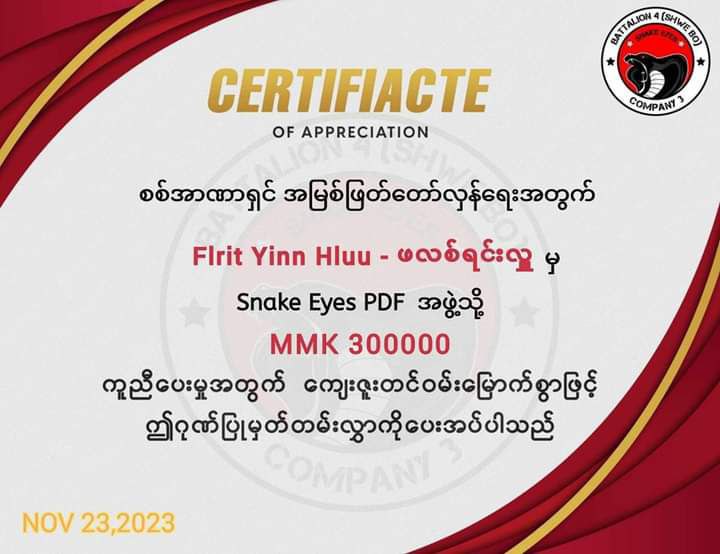 BATTALION 4 (SHWE BO)
SNAKE EYES
COMPANY 3
CERTIFIACTE
OF APPRECIATION
စစ်အာဏာရှင် အမြစ်ဖြတ်တော်လှန်ရေးအတွက်
Flrit Yinn Hluu - ဖလစ်ရင်းလှူ မှ
Snake Eyes PDF အဖွဲ့သို့
MMK 300000
ကူညီပေးမှုအတွက် ကျေးဇူးတင်ဝမ်းမြောက်စွာဖြင့်
ဤဂုဏ်ပြုမှတ်တမ်းလွှာကိုပေးအပ်ပါသည်
NOV 23,2023